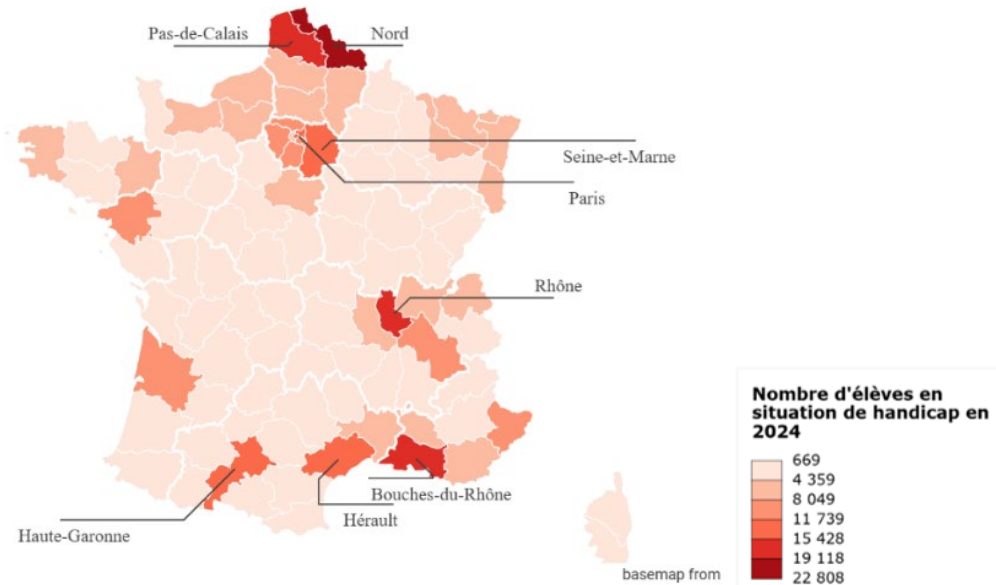 Pas-de-Calais
Nord
Seine-et-Marne
Paris
Rhône
Bouches-du-Rhône
Hérault
Haute-Garonne
Nombre d'élèves en
situation de handicap en
2024
669
4 359
8 049
11 739
15 428
19 118
22 808
basemap from